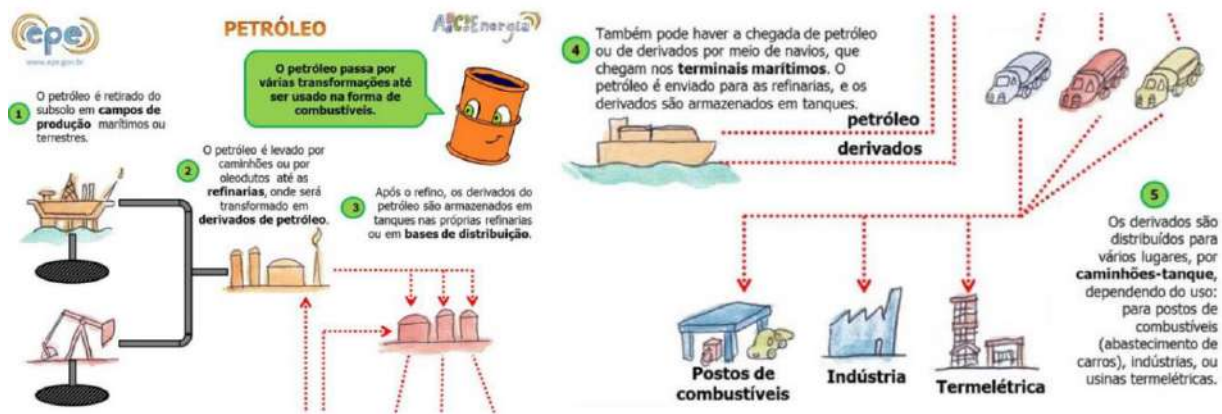 epe
www.epe.gov.br
PETRÓLEO
ABCDEnergia
O petróleo passa por
várias transformações até
ser usado na forma de
combustíveis.
1
O petróleo é retirado do
subsolo em campos de
produção marítimos ou
terrestres.
2
O petróleo é levado por
caminhões ou por
oleodutos até as
refinarias, onde será
transformado em
derivados de petróleo.
3
Após o refino, os derivados do
petróleo são armazenados em
tanques nas próprias refinarias
ou em bases de distribuição.
4
Também pode haver a chegada de petróleo
ou de derivados por meio de navios, que
chegam nos terminais marítimos. O
petróleo é enviado para as refinarias, e os
derivados são armazenados em tanques.
petróleo
derivados
5
Os derivados são
distribuídos para
vários lugares, por
caminhões-tanque,
dependendo do uso:
para postos de
combustíveis
(abastecimento de
carros), indústrias, ou
usinas termelétricas.
Postos de
combustíveis
Indústria
Termelétrica